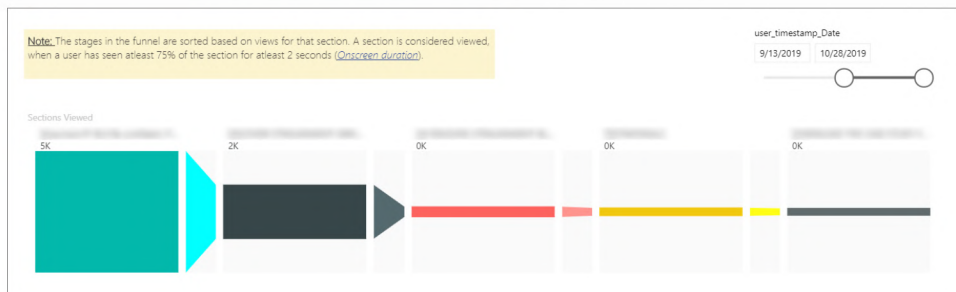 Note: The stages in the funnel are sorted based on views for that section. A section is considered viewed,
when a user has seen atleast 75% of the section for atleast 2 seconds (Onscreen duration).
user_timestamp_Date
9/13/2019 10/28/2019
Sections Viewed
5K 2K 0K 0K 0K